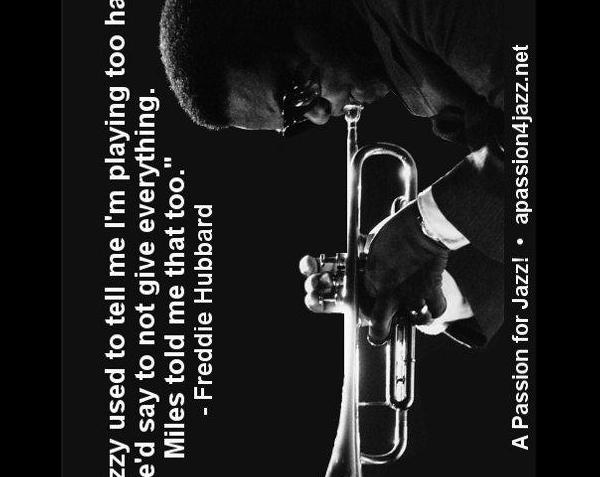 zzy used to tell me I'm playing too ha
e'd say to not give everything.
Miles told me that too."
- Freddie Hubbard
A Passion for Jazz! • apassion4jazz.net